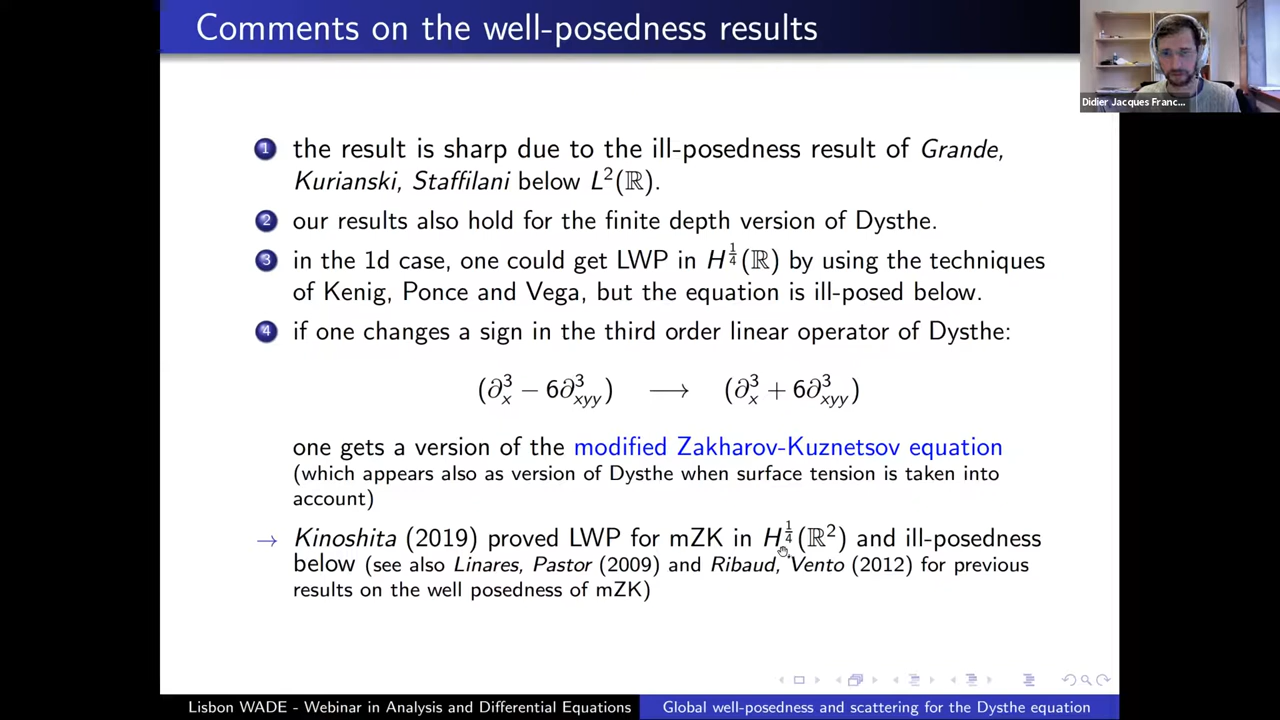 Comments on the well-posedness results
Didier Jacques Franc...
1 the result is sharp due to the ill-posedness result of Grande,
Kurianski, Staffilani below L²(ℝ).
2 our results also hold for the finite depth version of Dysthe.
3 in the 1d case, one could get LWP in H^{1/4}(ℝ) by using the techniques
of Kenig, Ponce and Vega, but the equation is ill-posed below.
4 if one changes a sign in the third order linear operator of Dysthe:
(∂_x^3 − 6∂_{xyy}^3) ⟶ (∂_x^3 + 6∂_{xyy}^3)
one gets a version of the modified Zakharov-Kuznetsov equation
(which appears also as version of Dysthe when surface tension is taken into
account)
→ Kinoshita (2019) proved LWP for mZK in H^{1/4}(ℝ²) and ill-posedness
below (see also Linares, Pastor (2009) and Ribaud, Vento (2012) for previous
results on the well posedness of mZK)
Lisbon WADE - Webinar in Analysis and Differential Equations
Global well-posedness and scattering for the Dysthe equation